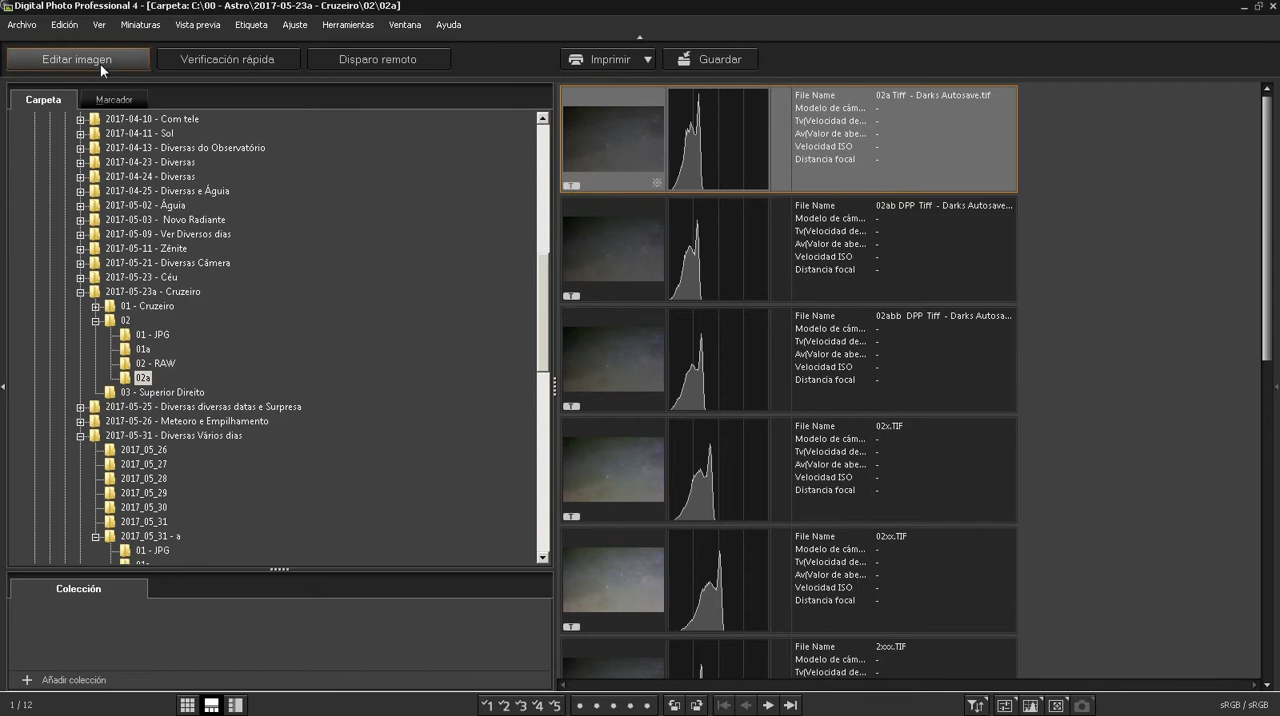 Digital Photo Professional 4 - [Carpeta: C:\00 - Astro\2017-05-23a - Cruzeiro\02\02a]
Archivo Edición Ver Miniaturas Vista previa Etiqueta Ajuste Herramientas Ventana Ayuda
Editar imagen Verificación rápida Disparo remoto Imprimir Guardar
Carpeta Marcador
2017-04-10 - Com tele
2017-04-11 - Sol
2017-04-13 - Diversas do Observatório
2017-04-23 - Diversas
2017-04-24 - Diversas
2017-04-25 - Diversas e Água
2017-05-02 - Água
2017-05-03 - Novo Radiante
2017-05-09 - Ver Diversos dias
2017-05-11 - Zênite
2017-05-21 - Diversas Câmera
2017-05-23 - Céu
2017-05-23a - Cruzeiro
01 - Cruzeiro
02
01 - JPG
01a
02 - RAW
02a
03 - Superior Direito
2017-05-25 - Diversas diversas datas e Surpresa
2017-05-26 - Meteoro e Empilhamento
2017-05-31 - Diversas Vários dias
2017_05_26
2017_05_27
2017_05_28
2017_05_29
2017_05_30
2017_05_31
2017_05_31 - a
01 - JPG
Colección
Añadir colección
File Name 02a Tiff - Darks Autosave.tif
Modelo de cám... -
Tv(Velocidad de... -
Av(Valor de abe... -
Velocidad ISO -
Distancia focal -
T
File Name 02ab DPP Tiff - Darks Autosave...
Modelo de cám... -
Tv(Velocidad de... -
Av(Valor de abe... -
Velocidad ISO -
Distancia focal -
T
File Name 02abb DPP Tiff - Darks Autosa...
Modelo de cám... -
Tv(Velocidad de... -
Av(Valor de abe... -
Velocidad ISO -
Distancia focal -
T
File Name 02x.TIF
Modelo de cám... -
Tv(Velocidad de... -
Av(Valor de abe... -
Velocidad ISO -
Distancia focal -
T
File Name 02xx.TIF
Modelo de cám... -
Tv(Velocidad de... -
Av(Valor de abe... -
Velocidad ISO -
Distancia focal -
T
File Name 2xxx.TIF
Modelo de cám... -
Tv(Velocidad de... -
1 / 12 1 2 3 4 5 sRGB / sRGB